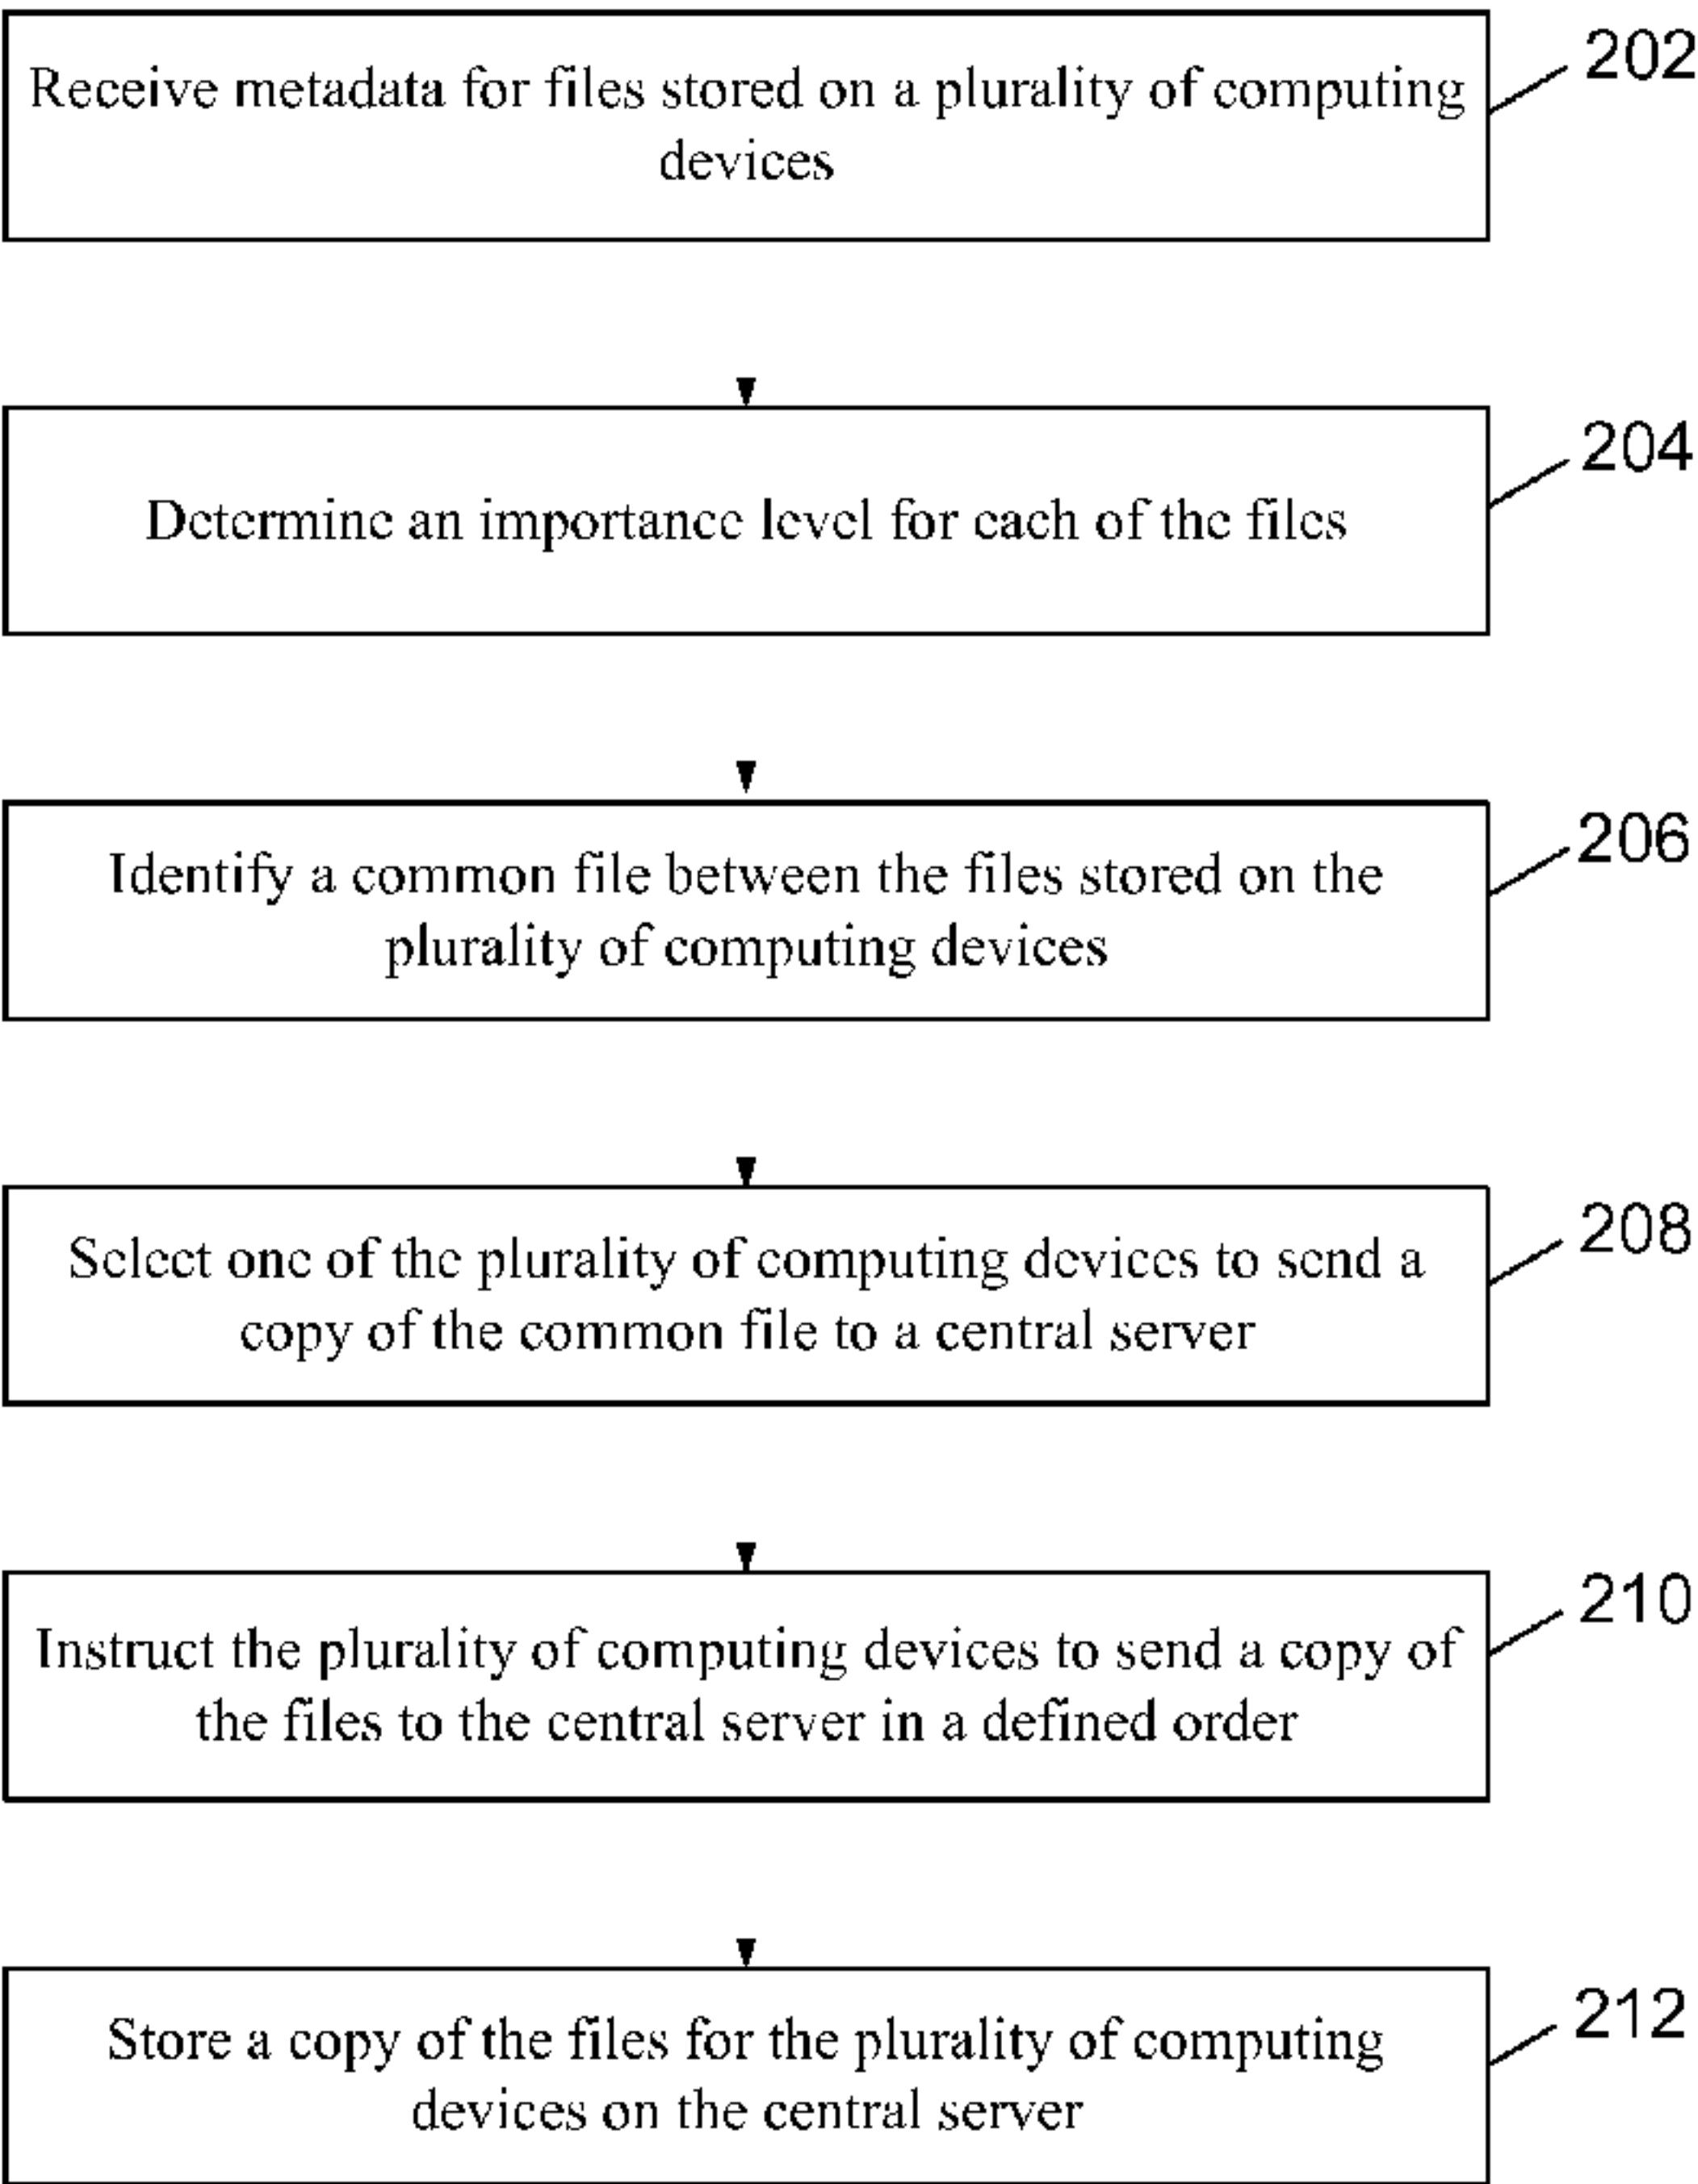 Receive metadata for files stored on a plurality of computing
devices
202
Determine an importance level for each of the files
204
Identify a common file between the files stored on the
plurality of computing devices
206
Select one of the plurality of computing devices to send a
copy of the common file to a central server
208
Instruct the plurality of computing devices to send a copy of
the files to the central server in a defined order
210
Store a copy of the files for the plurality of computing
devices on the central server
212